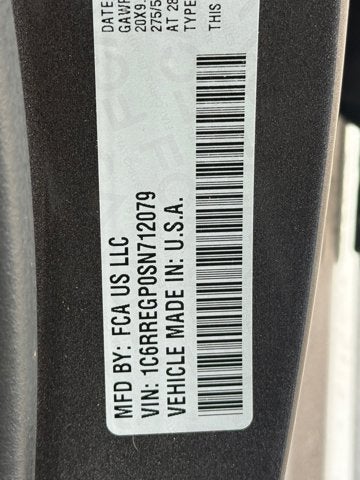 MFD BY: FCA US LLC
VIN: 1C6RREGP0SN712079
VEHICLE MADE IN: U.S.A.
DATE
GAWR
20X9.
275/5
AT 28
TYPE
THIS